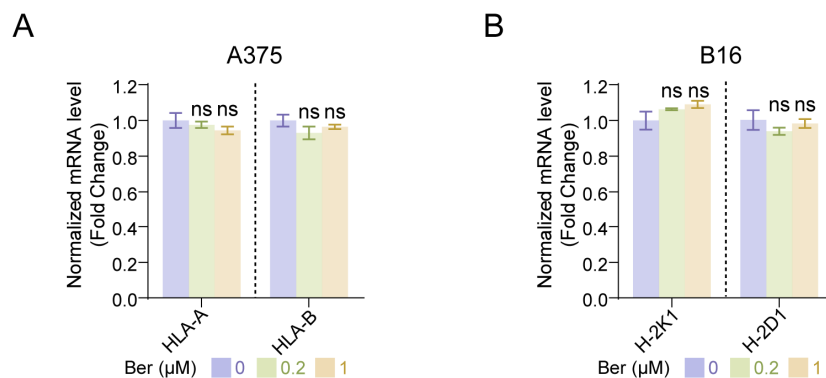 A
A375
Normalized mRNA level
(Fold Change)
1.2
1.0
0.8
0.6
0.4
0.2
0.0
ns ns
ns ns
HLA-A
HLA-B
Ber (μM) 0 0.2 1
B
B16
Normalized mRNA level
(Fold Change)
1.2
1.0
0.8
0.6
0.4
0.2
0.0
ns ns
ns ns
H-2K1
H-2D1
Ber (μM) 0 0.2 1